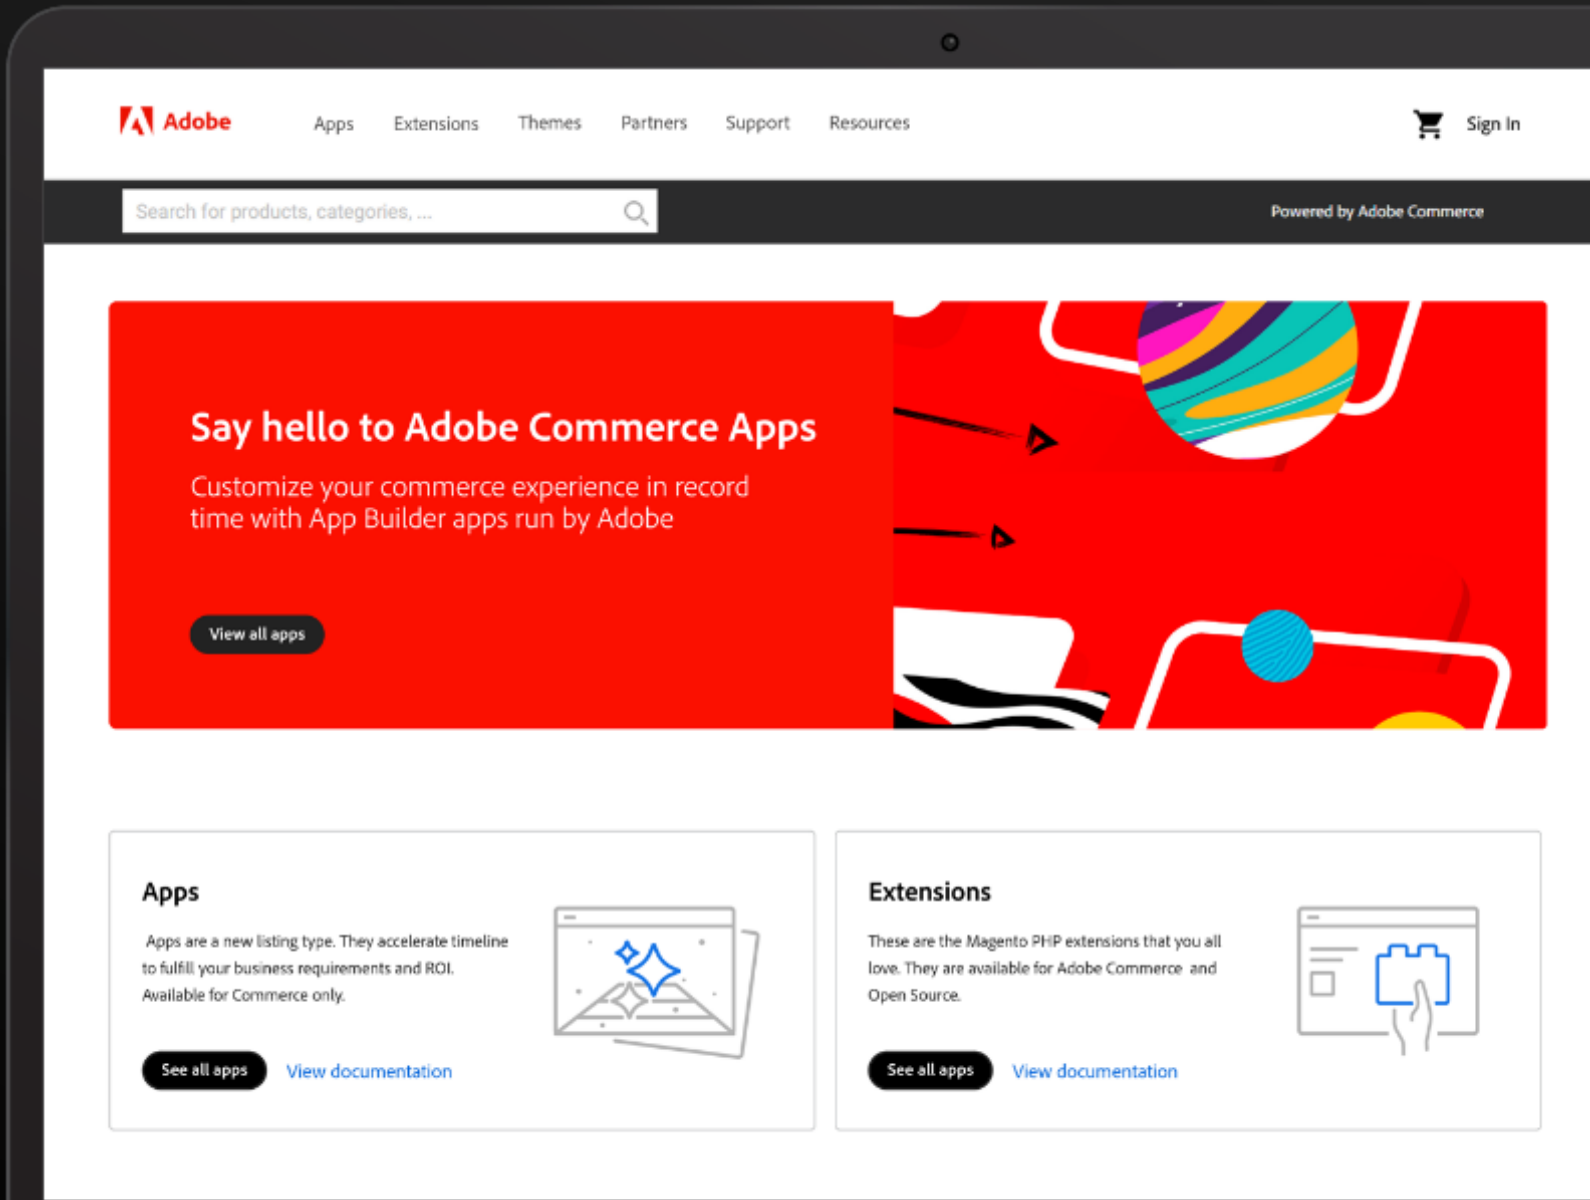 Adobe
Apps
Extensions
Themes
Partners
Support
Resources
Sign In
Search for products, categories, ...
Powered by Adobe Commerce
Say hello to Adobe Commerce Apps
Customize your commerce experience in record
time with App Builder apps run by Adobe
View all apps
Apps
Apps are a new listing type. They accelerate timeline
to fulfill your business requirements and ROI.
Available for Commerce only.
See all apps
View documentation
Extensions
These are the Magento PHP extensions that you all
love. They are available for Adobe Commerce and
Open Source.
See all apps
View documentation